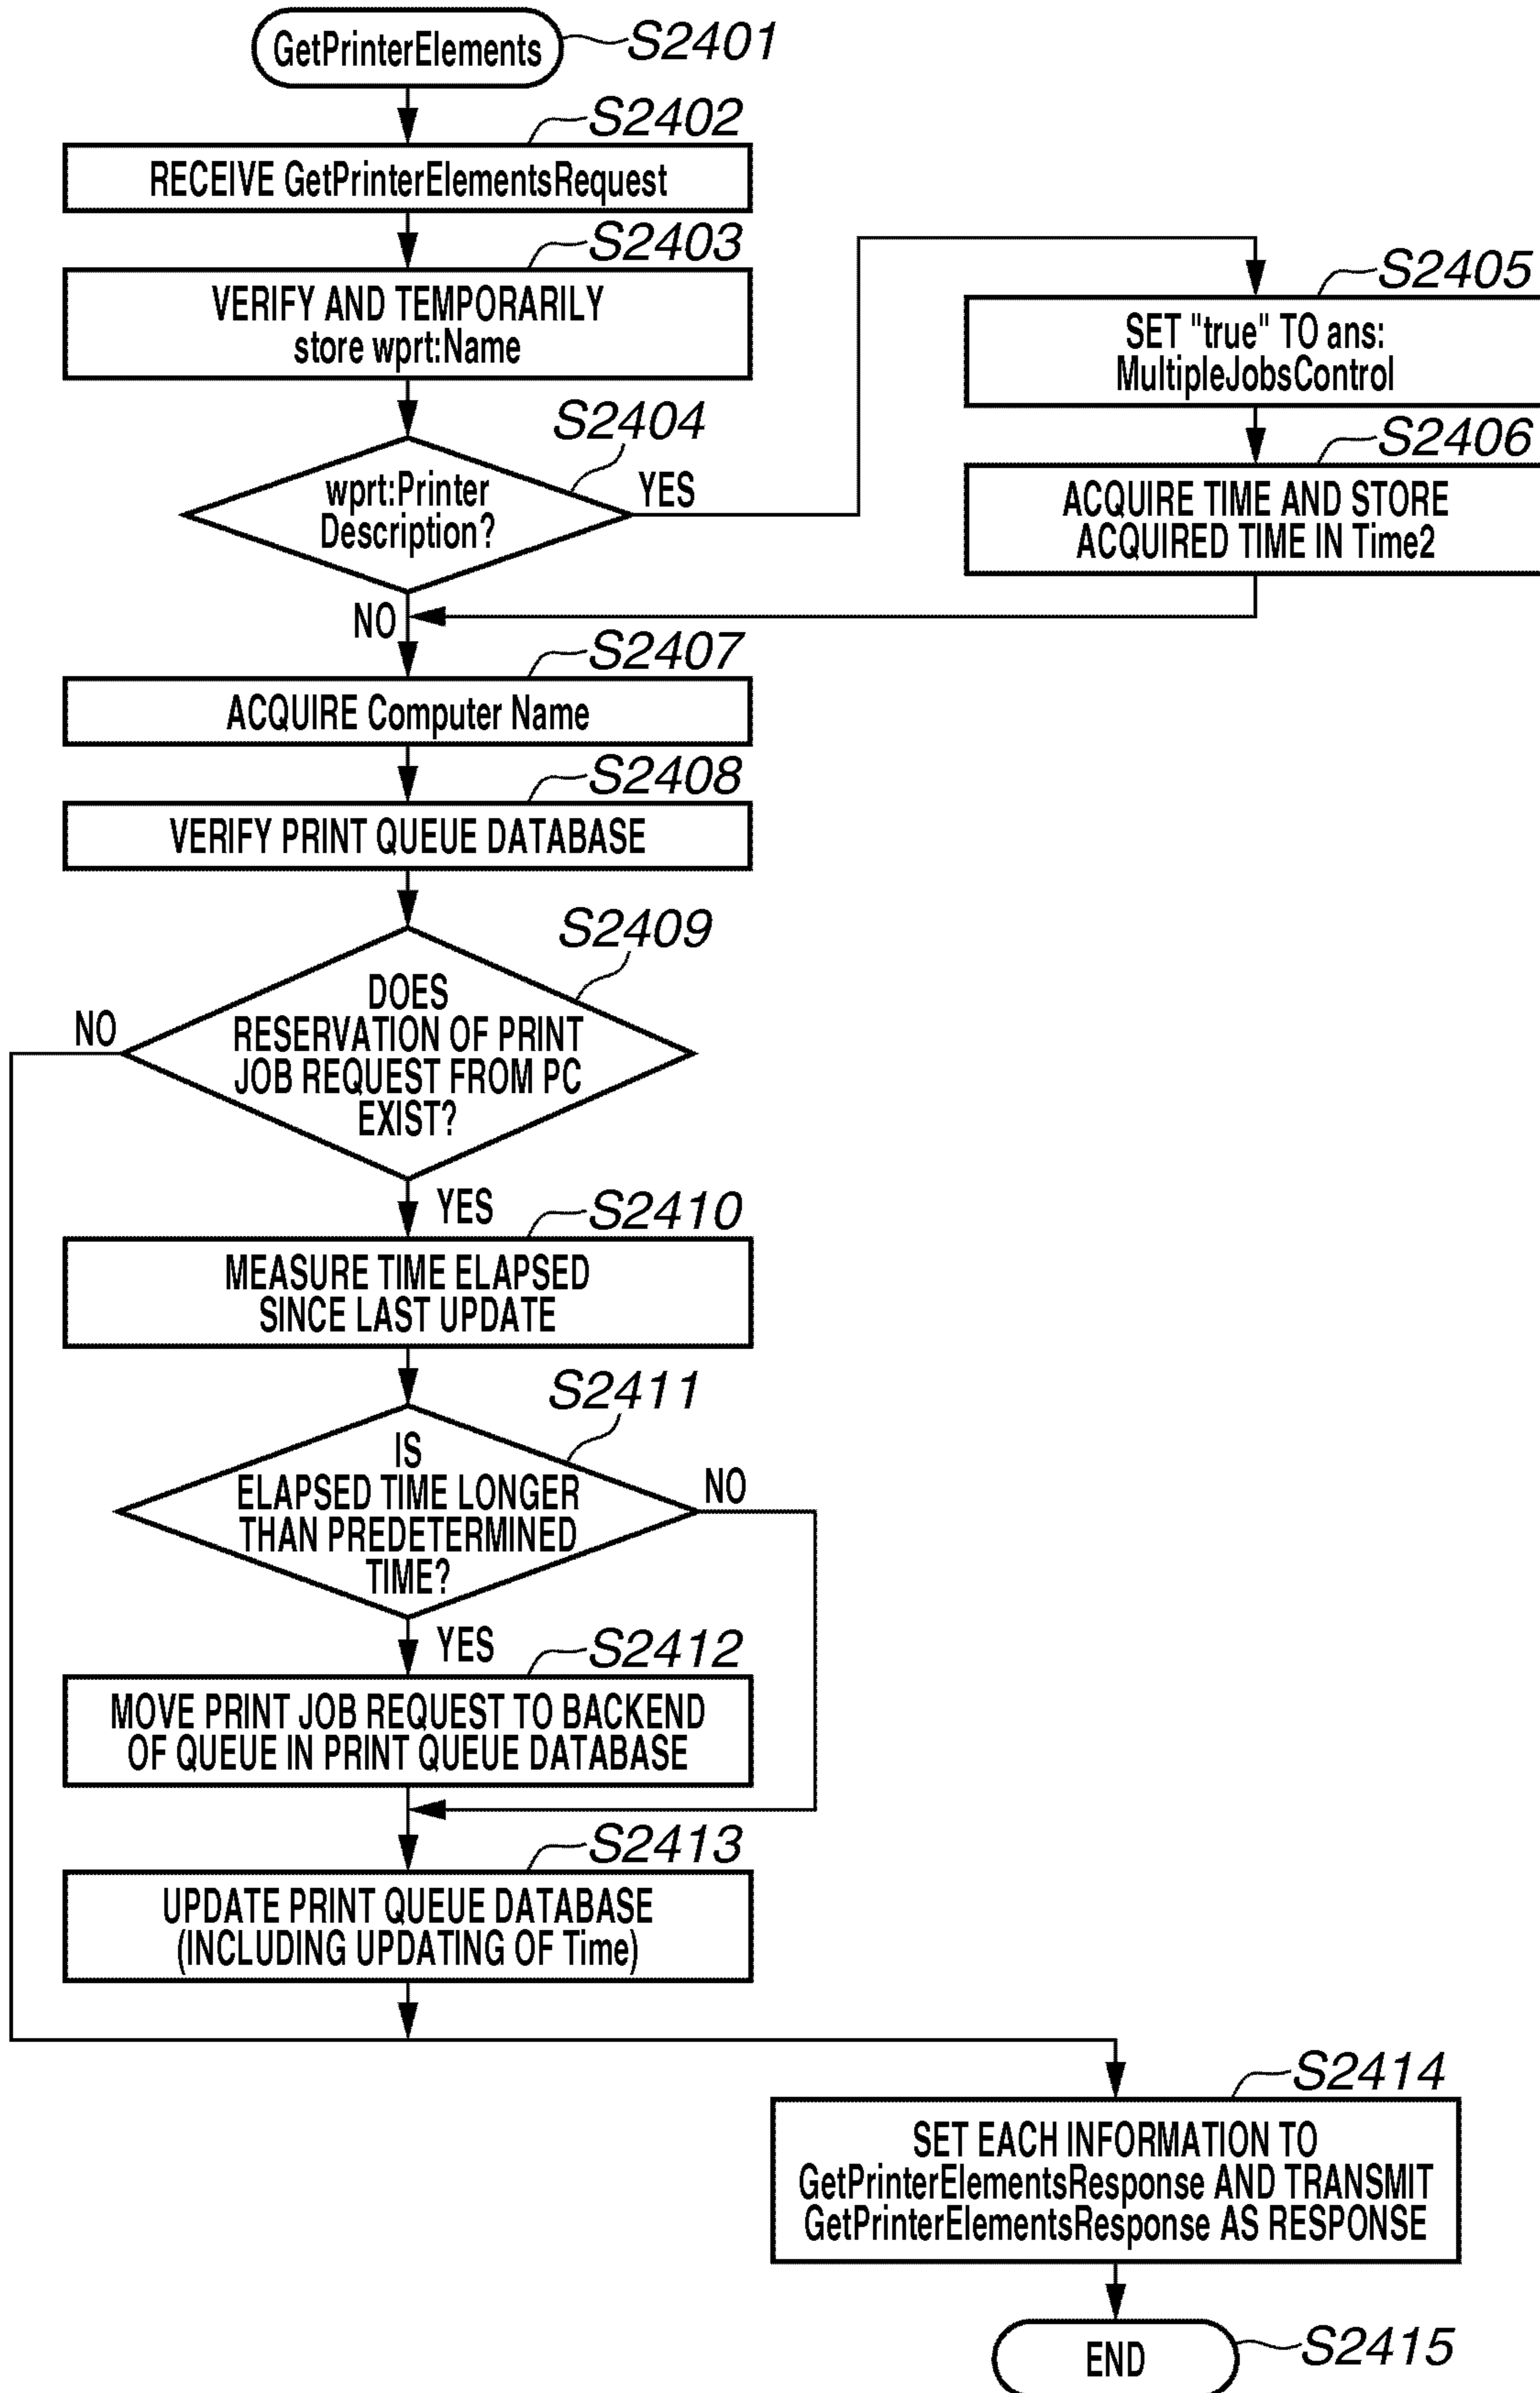 GetPrinterElements
S2401
S2402
RECEIVE GetPrinterElementsRequest
S2403
VERIFY AND TEMPORARILY
store wprt:Name
S2404
wprt:Printer
Description?
YES
NO
S2405
SET "true" TO ans:
MultipleJobsControl
S2406
ACQUIRE TIME AND STORE
ACQUIRED TIME IN Time2
S2407
ACQUIRE Computer Name
S2408
VERIFY PRINT QUEUE DATABASE
S2409
DOES
RESERVATION OF PRINT
JOB REQUEST FROM PC
EXIST?
NO
YES
S2410
MEASURE TIME ELAPSED
SINCE LAST UPDATE
S2411
IS
ELAPSED TIME LONGER
THAN PREDETERMINED
TIME?
NO
YES
S2412
MOVE PRINT JOB REQUEST TO BACKEND
OF QUEUE IN PRINT QUEUE DATABASE
S2413
UPDATE PRINT QUEUE DATABASE
(INCLUDING UPDATING OF Time)
S2414
SET EACH INFORMATION TO
GetPrinterElementsResponse AND TRANSMIT
GetPrinterElementsResponse AS RESPONSE
END
S2415